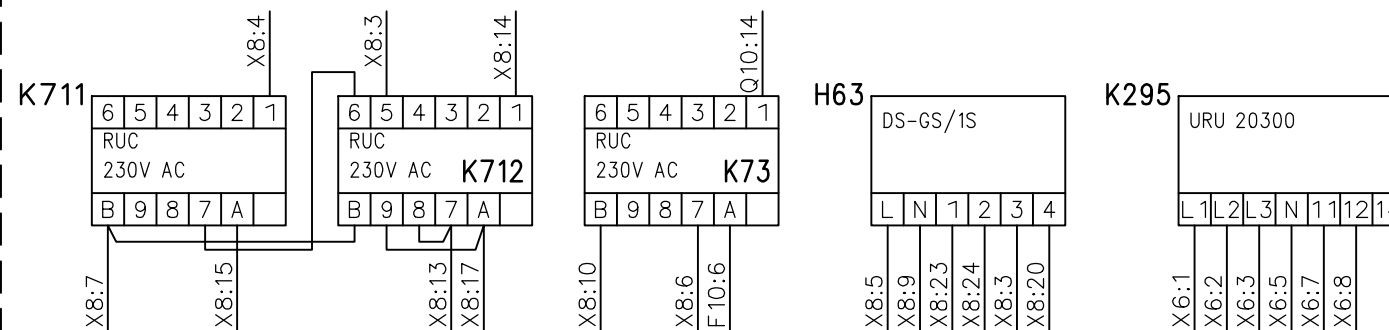 X8:4
X8:3
X8:14
Q10:14
K711
6 5 4 3 2 1
RUC
230V AC
B 9 8 7 A
6 5 4 3 2 1
RUC
230V AC K712
B 9 8 7 A
6 5 4 3 2 1
RUC
230V AC K73
B 9 8 7 A
H63
DS-GS/1S
L N 1 2 3 4
K295
URU 20300
L1 L2 L3 N 11 12
X8:7
X8:15
X8:13
X8:17
X8:10
X8:6
F10:6
X8:5
X8:9
X8:23
X8:24
X8:3
X8:20
X6:1
X6:2
X6:3
X6:5
X6:7
X6:8